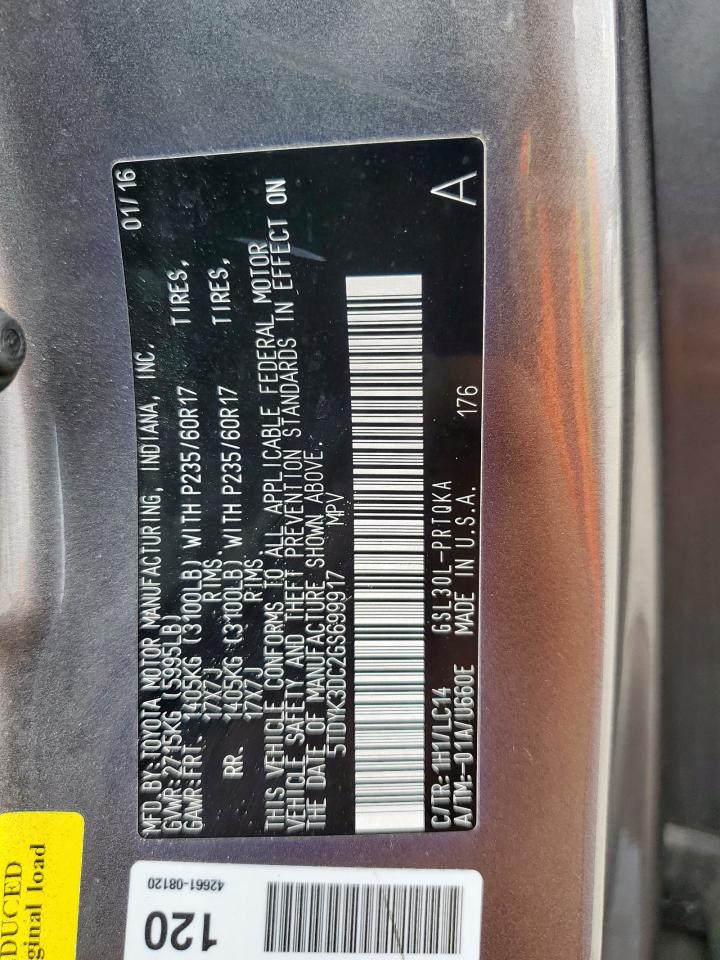 MFD.BY:TOYOTA MOTOR MANUFACTURING, INDIANA, INC. 01/16
GVWR:2715KG (5995LB)
GAWR:FRT. 1405KG (3100LB) WITH P235/60R17 TIRES,
17X7J RIMS.
RR. 1405KG (3100LB) WITH P235/60R17 TIRES,
17X7J RIMS.
THIS VEHICLE CONFORMS TO ALL APPLICABLE FEDERAL MOTOR
VEHICLE SAFETY AND THEFT PREVENTION STANDARDS IN EFFECT ON
THE DATE OF MANUFACTURE SHOWN ABOVE.
5TDYK3DC2GS699917 MPV
C/TR:1H1/LC14 GSL30L-PRTQKA 176 A
A/TM:-01A/U660E MADE IN U.S.A.
120
42661-08120
DUCED
ginal load